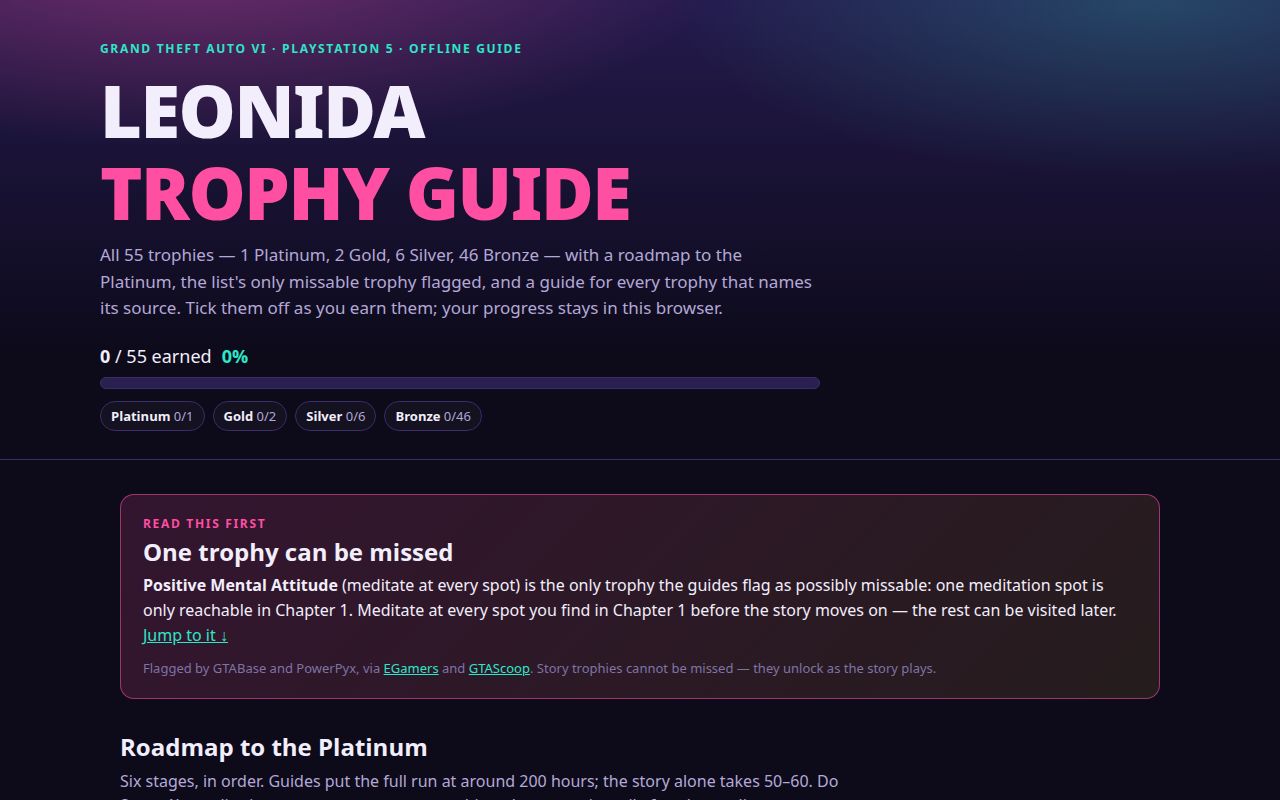 GRAND THEFT AUTO VI · PLAYSTATION 5 · OFFLINE GUIDE
LEONIDA
TROPHY GUIDE
All 55 trophies — 1 Platinum, 2 Gold, 6 Silver, 46 Bronze — with a roadmap to the
Platinum, the list's only missable trophy flagged, and a guide for every trophy that names
its source. Tick them off as you earn them; your progress stays in this browser.
0 / 55 earned 0%
Platinum 0/1 Gold 0/2 Silver 0/6 Bronze 0/46
READ THIS FIRST
One trophy can be missed
Positive Mental Attitude (meditate at every spot) is the only trophy the guides flag as possibly missable: one meditation spot is
only reachable in Chapter 1. Meditate at every spot you find in Chapter 1 before the story moves on — the rest can be visited later.
Jump to it ↓
Flagged by GTABase and PowerPyx, via EGamers and GTAScoop. Story trophies cannot be missed — they unlock as the story plays.
Roadmap to the Platinum
Six stages, in order. Guides put the full run at around 200 hours; the story alone takes 50–60. Do